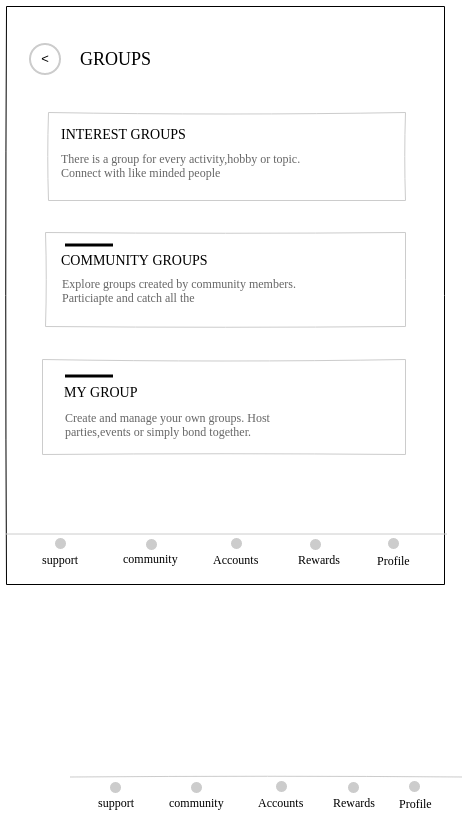 < GROUPS
INTEREST GROUPS
There is a group for every activity,hobby or topic.
Connect with like minded people
COMMUNITY GROUPS
Explore groups created by community members.
Particiapte and catch all the
MY GROUP
Create and manage your own groups. Host
parties,events or simply bond together.
support community Accounts Rewards Profile
support community Accounts Rewards Profile